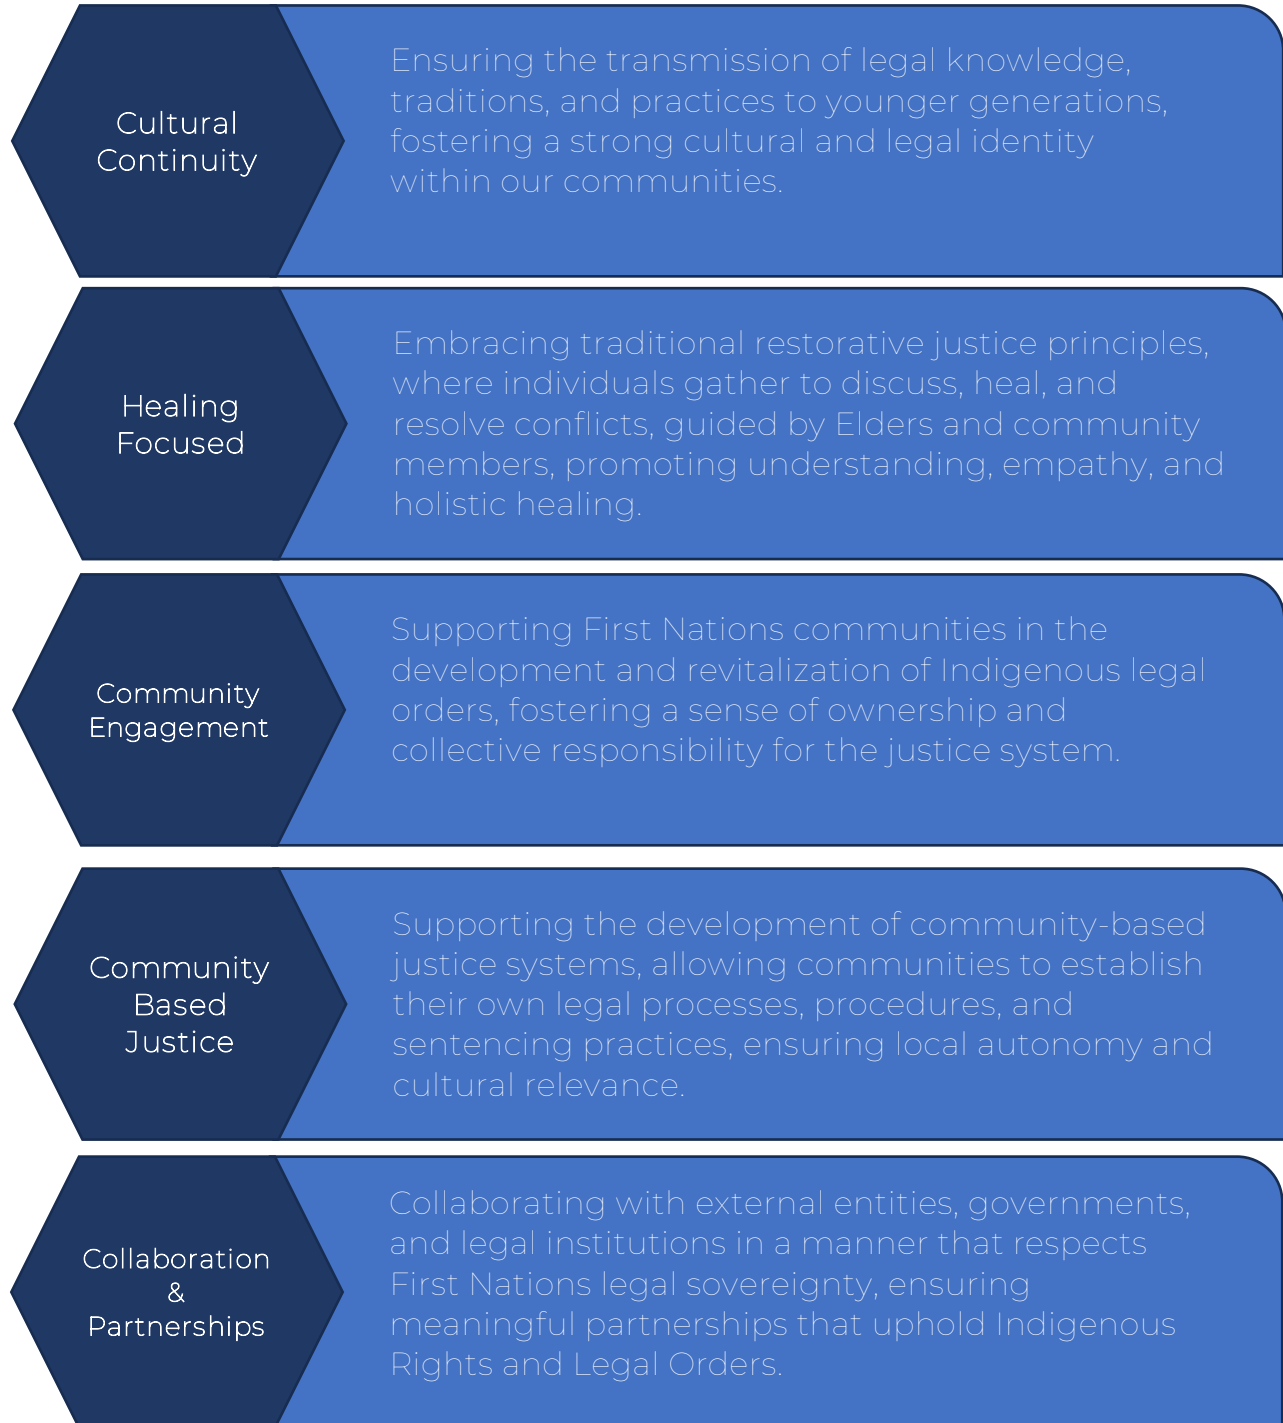 Cultural
Continuity
Ensuring the transmission of legal knowledge,
traditions, and practices to younger generations,
fostering a strong cultural and legal identity
within our communities.
Healing
Focused
Embracing traditional restorative justice principles,
where individuals gather to discuss, heal, and
resolve conflicts, guided by Elders and community
members, promoting understanding, empathy, and
holistic healing.
Community
Engagement
Supporting First Nations communities in the
development and revitalization of Indigenous legal
orders, fostering a sense of ownership and
collective responsibility for the justice system.
Community
Based
Justice
Supporting the development of community-based
justice systems, allowing communities to establish
their own legal processes, procedures, and
sentencing practices, ensuring local autonomy and
cultural relevance.
Collaboration
&
Partnerships
Collaborating with external entities, governments,
and legal institutions in a manner that respects
First Nations legal sovereignty, ensuring
meaningful partnerships that uphold Indigenous
Rights and Legal Orders.